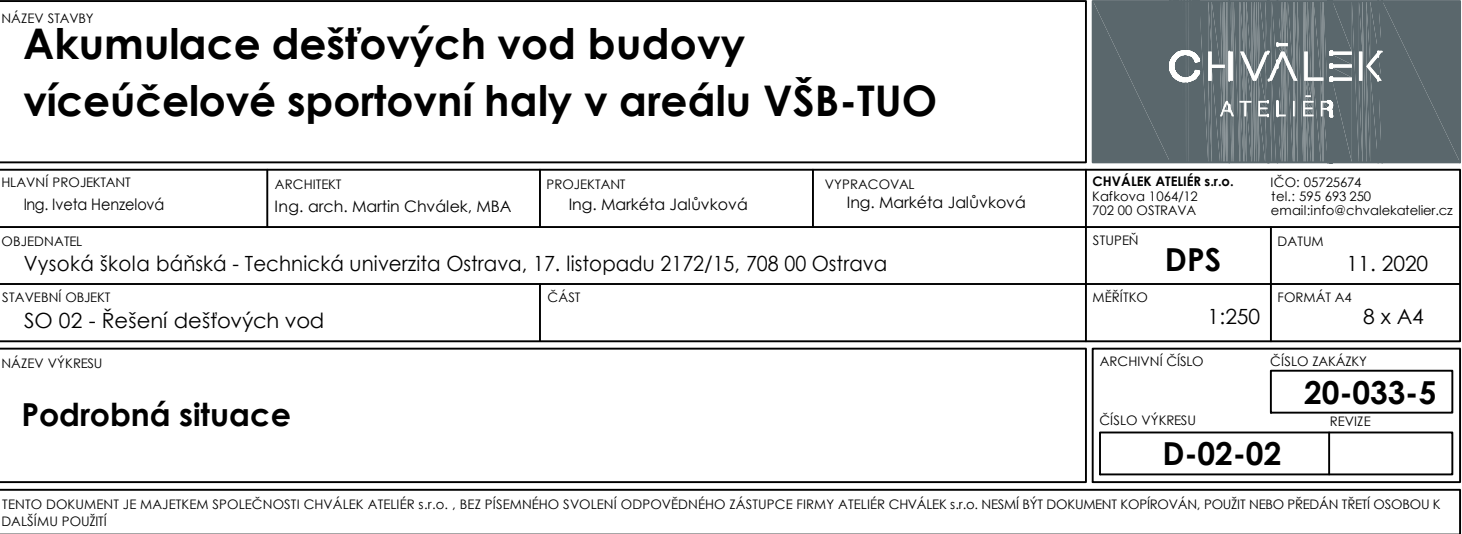 NÁZEV STAVBY
Akumulace dešťových vod budovy
víceúčelové sportovní haly v areálu VŠB-TUO
CHVĀLEK
ATELIĒR
HLAVNÍ PROJEKTANT
Ing. Iveta Henzelová
ARCHITEKT
Ing. arch. Martin Chválek, MBA
PROJEKTANT
Ing. Markéta Jalůvková
VYPRACOVAL
Ing. Markéta Jalůvková
CHVÁLEK ATELIÉR s.r.o.
Kafkova 1064/12
702 00 OSTRAVA
IČO: 05725674
tel.: 595 693 250
email:info@chvalekatelier.cz
OBJEDNATEL
Vysoká škola báňská - Technická univerzita Ostrava, 17. listopadu 2172/15, 708 00 Ostrava
STUPEŇ
DPS
DATUM
11. 2020
STAVEBNÍ OBJEKT
SO 02 - Řešení dešťových vod
ČÁST
MĚŘÍTKO
1:250
FORMÁT A4
8 x A4
NÁZEV VÝKRESU
Podrobná situace
ARCHIVNÍ ČÍSLO
ČÍSLO ZAKÁZKY
20-033-5
ČÍSLO VÝKRESU
D-02-02
REVIZE
TENTO DOKUMENT JE MAJETKEM SPOLEČNOSTI CHVÁLEK ATELIÉR s.r.o. , BEZ PÍSEMNÉHO SVOLENÍ ODPOVĚDNÉHO ZÁSTUPCE FIRMY ATELIÉR CHVÁLEK s.r.o. NESMÍ BÝT DOKUMENT KOPÍROVÁN, POUŽIT NEBO PŘEDÁN TŘETÍ OSOBOU K
DALŠÍMU POUŽITÍ